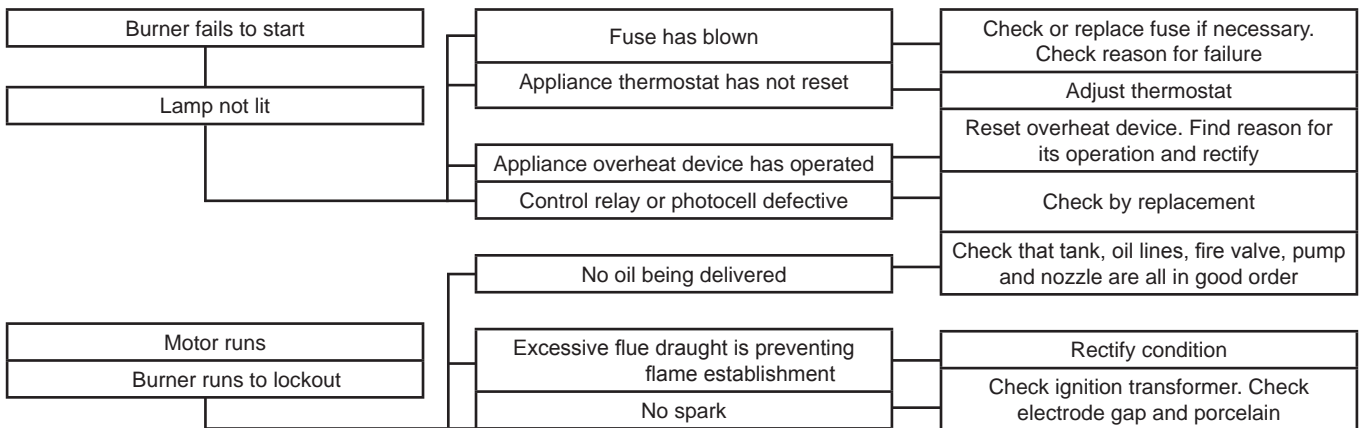 Burner fails to start
Lamp not lit
Fuse has blown
Appliance thermostat has not reset
Appliance overheat device has operated
Control relay or photocell defective
Check or replace fuse if necessary.
Check reason for failure
Adjust thermostat
Reset overheat device. Find reason for
its operation and rectify
Check by replacement
Motor runs
Burner runs to lockout
No oil being delivered
Excessive flue draught is preventing
flame establishment
No spark
Check that tank, oil lines, fire valve, pump
and nozzle are all in good order
Rectify condition
Check ignition transformer. Check
electrode gap and porcelain